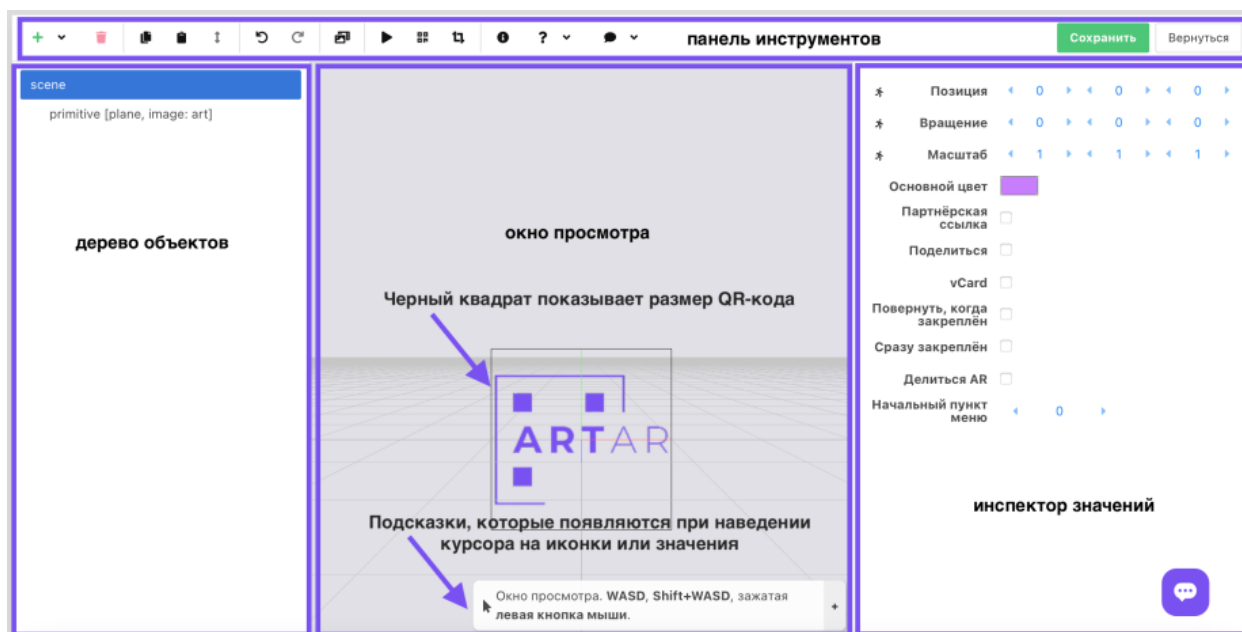 панель инструментов
Сохранить
Вернуться
scene
primitive [plane, image: art]
дерево объектов
окно просмотра
Черный квадрат показывает размер QR-кода
ARTAR
Подсказки, которые появляются при наведении
курсора на иконки или значения
Окно просмотра. WASD, Shift+WASD, зажатая
левая кнопка мыши.
+
Позиция 0 0 0
Вращение 0 0 0
Масштаб 1 1 1
Основной цвет
Партнёрская
ссылка
Поделиться
vCard
Повернуть, когда
закреплён
Сразу закреплён
Делиться AR
Начальный пункт
меню 0
инспектор значений